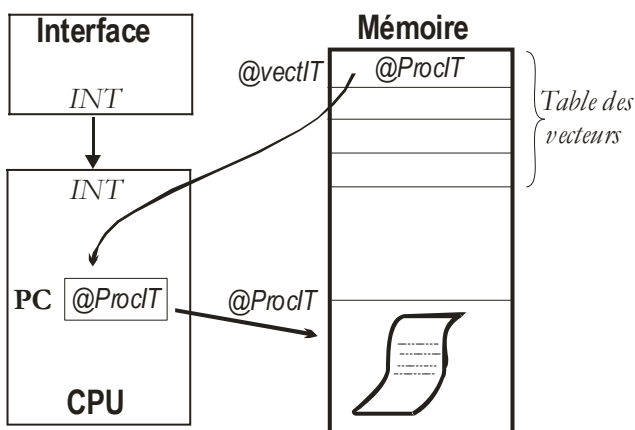 Interface
INT
INT
PC @ProcIT
CPU
Mémoire
@vectIT
@ProcIT
Table des
vecteurs
@ProcIT